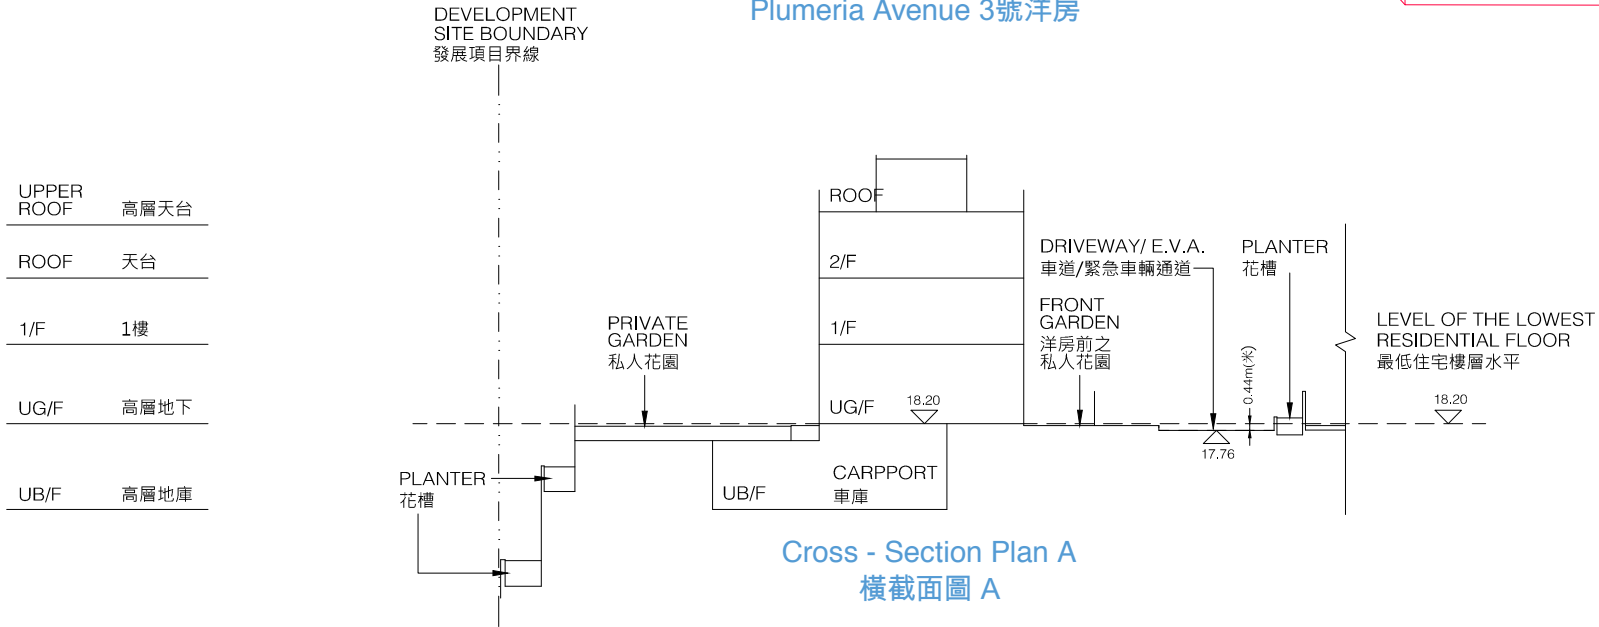 Plumeria Avenue 3號洋房
DEVELOPMENT
SITE BOUNDARY
發展項目界線
UPPER
ROOF 高層天台
ROOF 天台
1/F 1樓
UG/F 高層地下
UB/F 高層地庫
ROOF
2/F
1/F
UG/F
18.20
UB/F
CARPPORT
車庫
PRIVATE
GARDEN
私人花園
PLANTER
花槽
DRIVEWAY/ E.V.A.
車道/緊急車輛通道
FRONT
GARDEN
洋房前之
私人花園
PLANTER
花槽
0.44m(米)
17.76
LEVEL OF THE LOWEST
RESIDENTIAL FLOOR
最低住宅樓層水平
18.20
Cross - Section Plan A
橫截面圖 A